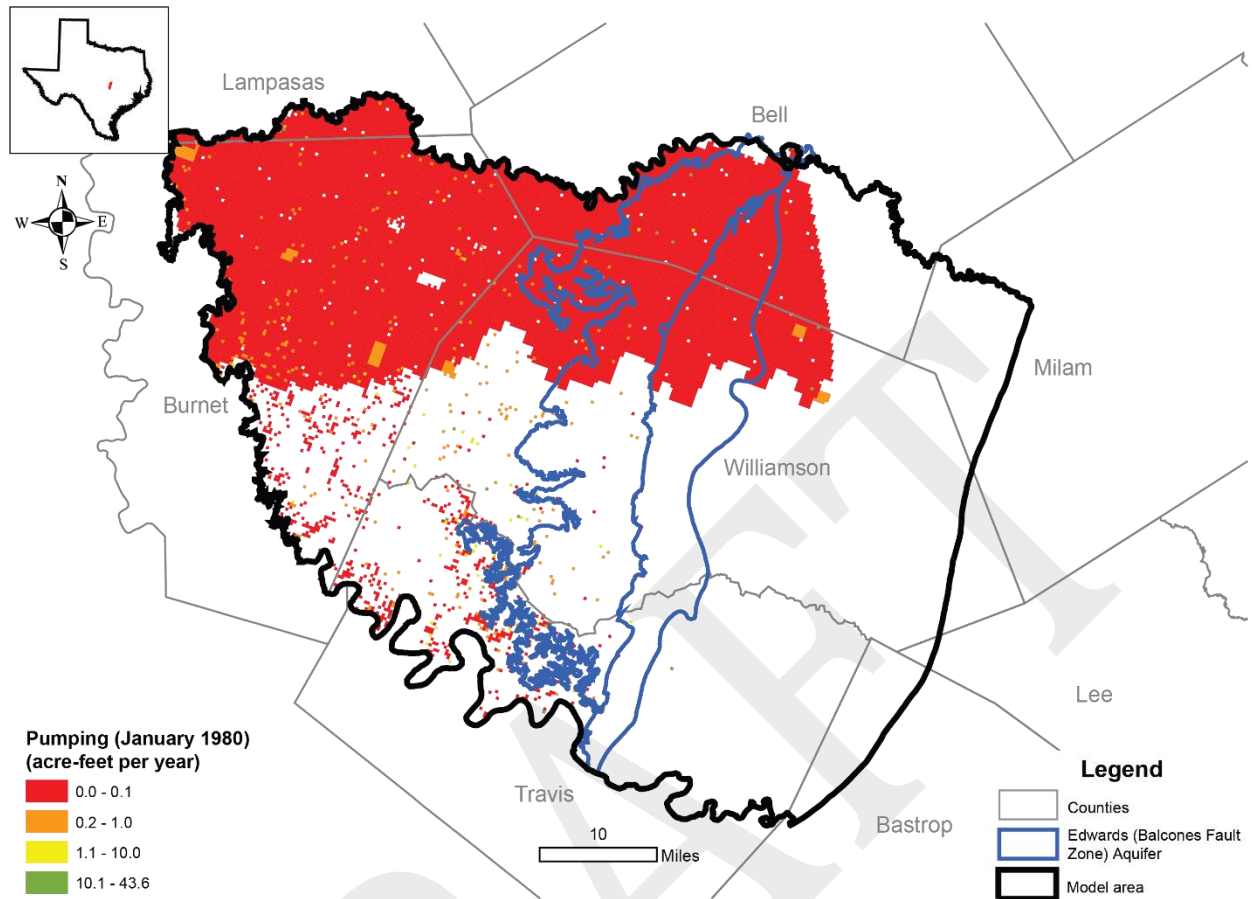 Lampasas
Bell
N
W
E
S
Milam
Burnet
Williamson
Lee
Travis
Bastrop
Pumping (January 1980)
(acre-feet per year)
0.0 - 0.1
0.2 - 1.0
1.1 - 10.0
10.1 - 43.6
10
Miles
Legend
Counties
Edwards (Balcones Fault
Zone) Aquifer
Model area
DRAFT